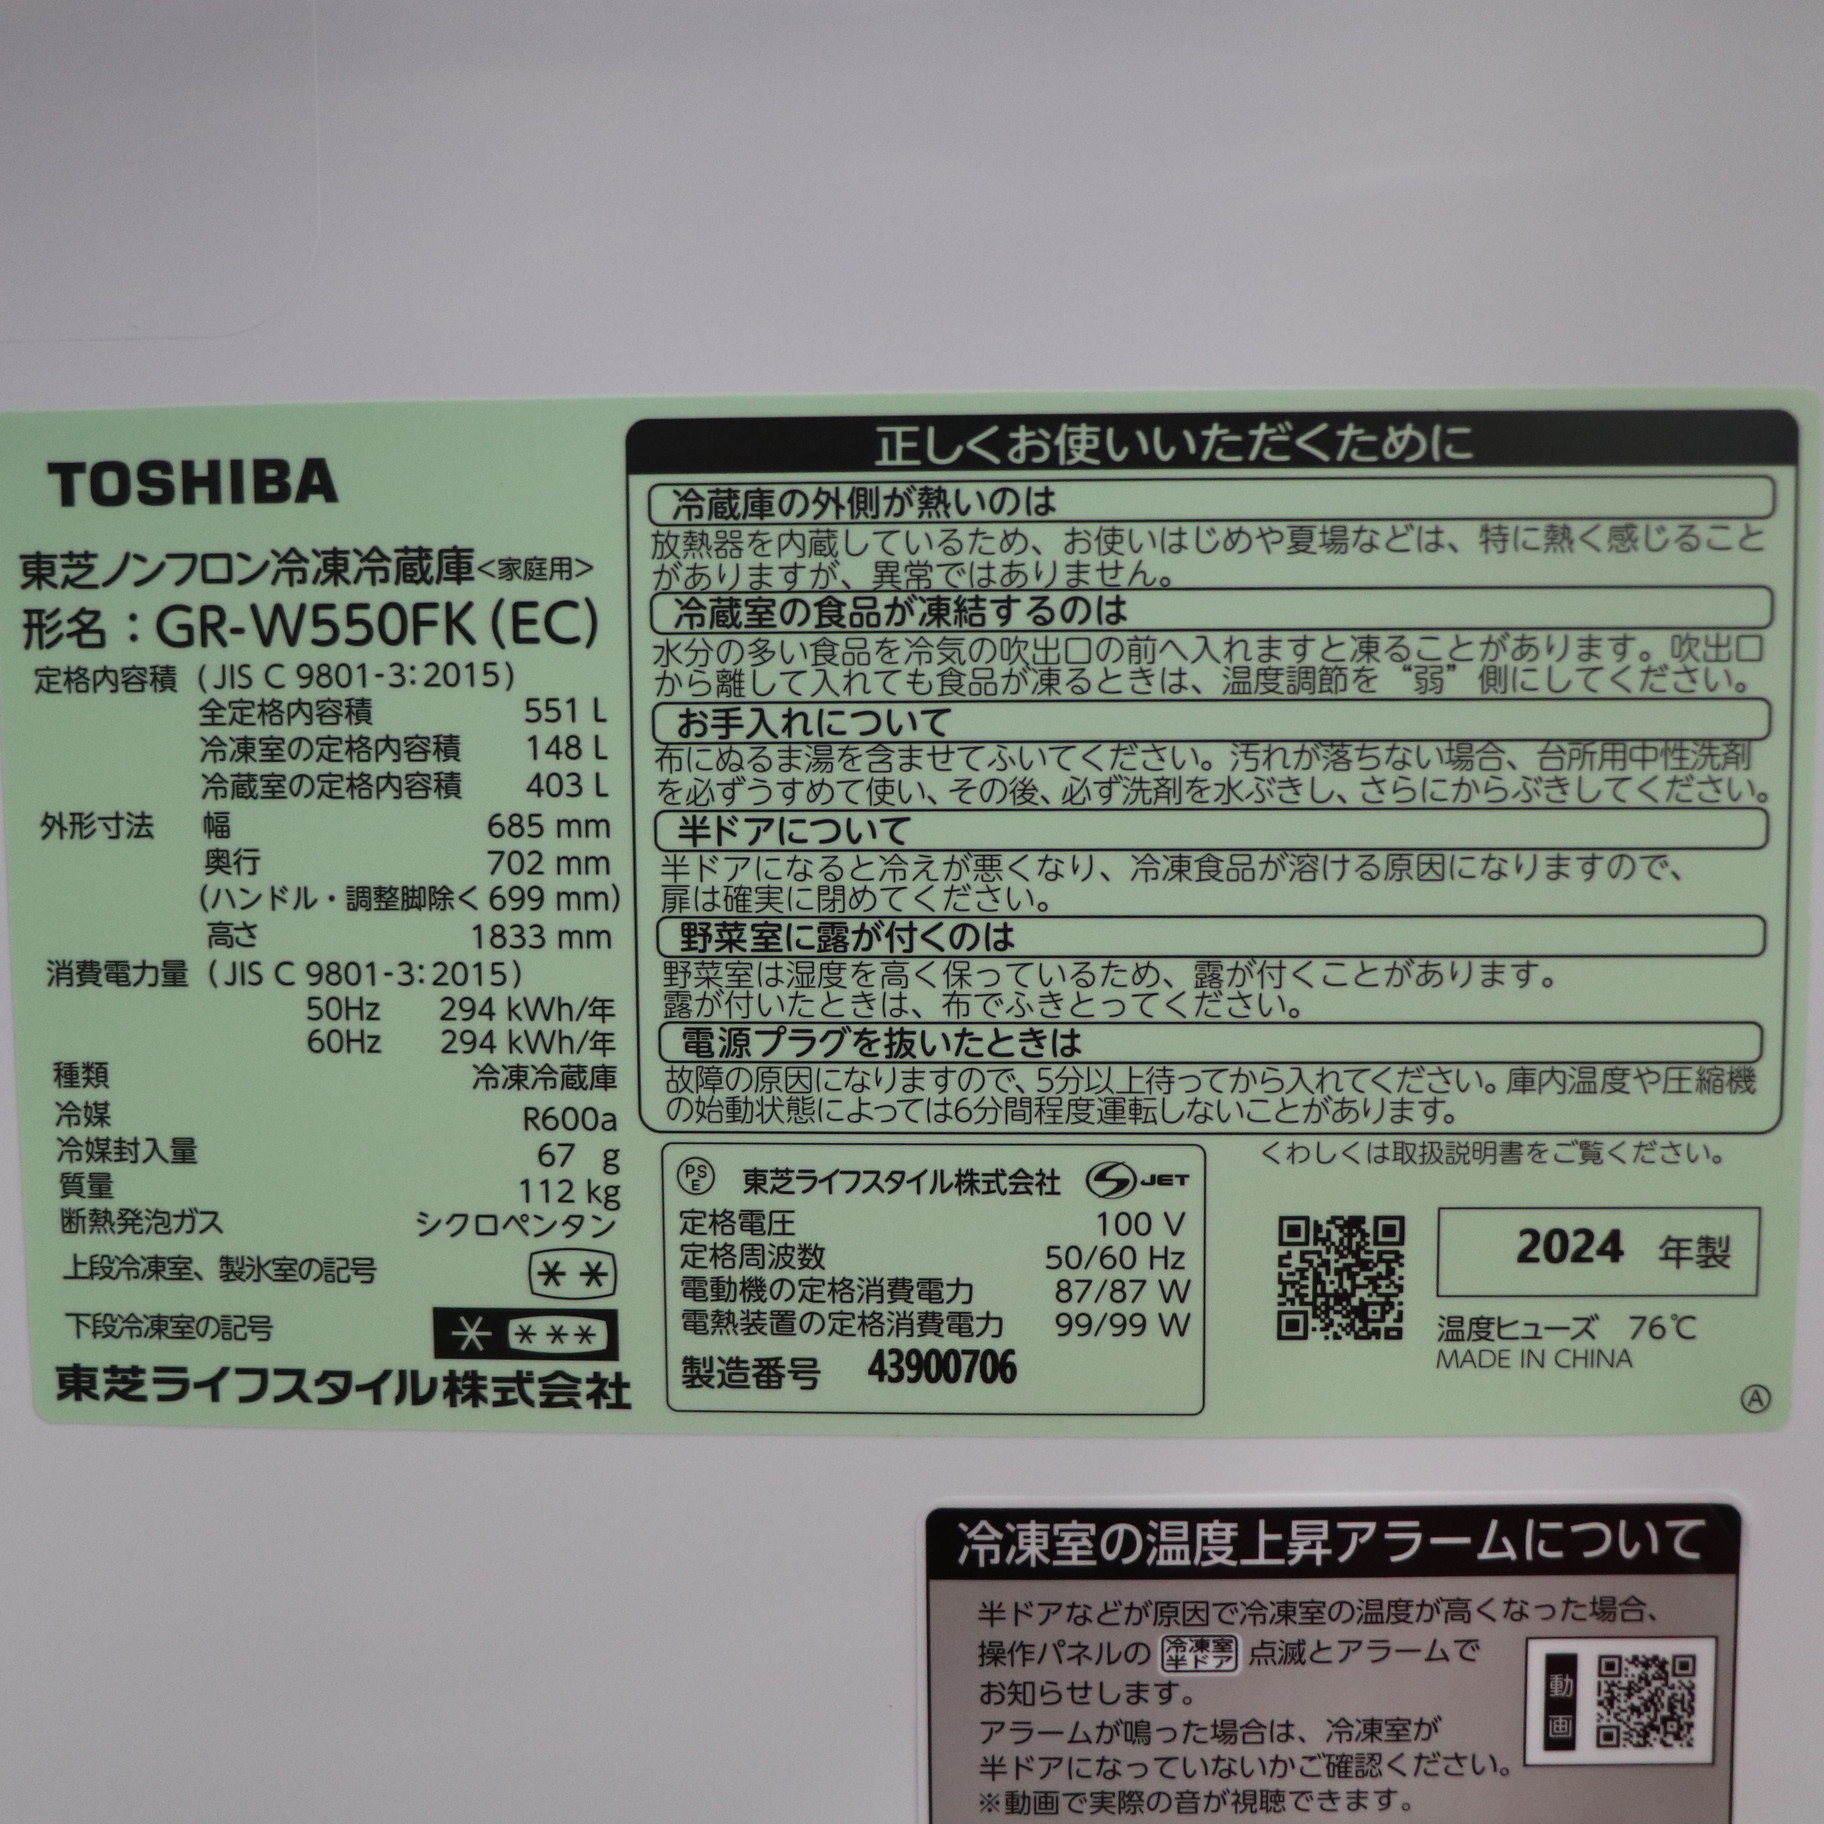 TOSHIBA
東芝ノンフロン冷凍冷蔵庫<家庭用>
形名：GR-W550FK (EC)
定格内容積 (JIS C 9801-3:2015)
全定格内容積 551 L
冷凍室の定格内容積 148 L
冷蔵室の定格内容積 403 L
外形寸法 幅 685 mm
奥行 702 mm
(ハンドル・調整脚除く 699 mm)
高さ 1833 mm
消費電力量 (JIS C 9801-3:2015)
50Hz 294 kWh/年
60Hz 294 kWh/年
種類 冷凍冷蔵庫
冷媒 R600a
冷媒封入量 67 g
質量 112 kg
断熱発泡ガス シクロペンタン
上段冷凍室、製氷室の記号 ＊＊
下段冷凍室の記号 ＊ ＊＊＊
東芝ライフスタイル株式会社
正しくお使いいただくために
冷蔵庫の外側が熱いのは
放熱器を内蔵しているため、お使いはじめや夏場などは、特に熱く感じること
がありますが、異常ではありません。
冷蔵室の食品が凍結するのは
水分の多い食品を冷気の吹出口の前へ入れますと凍ることがあります。吹出口
から離して入れても食品が凍るときは、温度調節を“弱”側にしてください。
お手入れについて
布にぬるま湯を含ませてふいてください。汚れが落ちない場合、台所用中性洗剤
を必ずうすめて使い、その後、必ず洗剤を水ぶきし、さらにからぶきしてください。
半ドアについて
半ドアになると冷えが悪くなり、冷凍食品が溶ける原因になりますので、
扉は確実に閉めてください。
野菜室に露が付くのは
野菜室は湿度を高く保っているため、露が付くことがあります。
露が付いたときは、布でふきとってください。
電源プラグを抜いたときは
故障の原因になりますので、5分以上待ってから入れてください。庫内温度や圧縮機
の始動状態によっては6分間程度運転しないことがあります。
くわしくは取扱説明書をご覧ください。
PSE 東芝ライフスタイル株式会社 JET
定格電圧 100 V
定格周波数 50/60 Hz
電動機の定格消費電力 87/87 W
電熱装置の定格消費電力 99/99 W
製造番号 43900706
2024 年製
温度ヒューズ 76℃
MADE IN CHINA
Ⓐ
冷凍室の温度上昇アラームについて
半ドアなどが原因で冷凍室の温度が高くなった場合、
操作パネルの 冷凍室半ドア 点滅とアラームで
お知らせします。
アラームが鳴った場合は、冷凍室が
半ドアになっていないかご確認ください。
※動画で実際の音が視聴できます。
動画